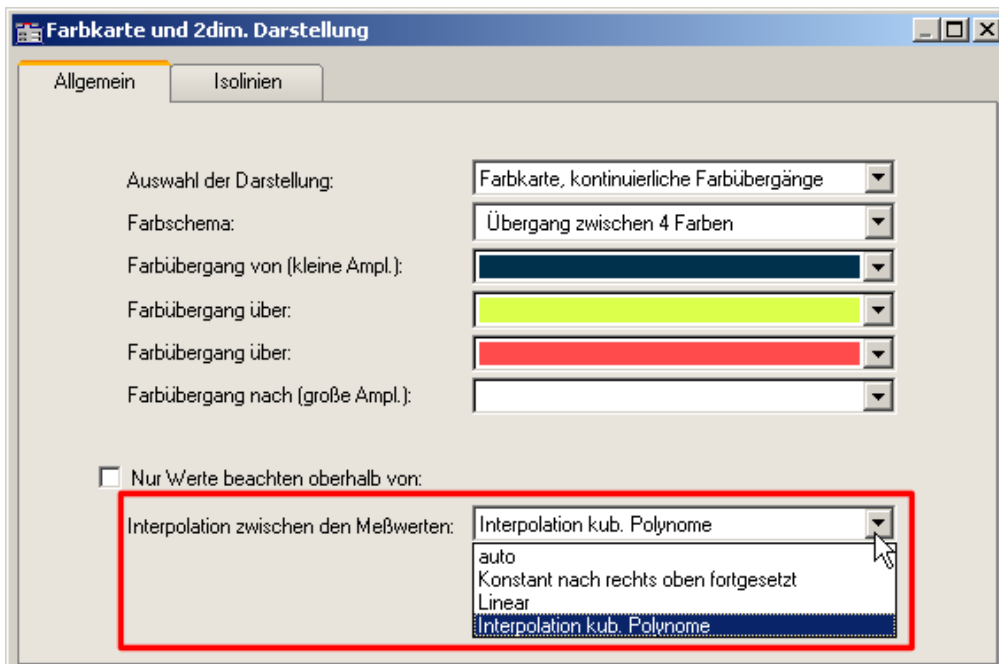 Farbkarte und 2dim. Darstellung
Allgemein Isolinien
Auswahl der Darstellung: Farbkarte, kontinuierliche Farbübergänge
Farbschema: Übergang zwischen 4 Farben
Farbübergang von (kleine Ampl.):
Farbübergang über:
Farbübergang über:
Farbübergang nach (große Ampl.):
Nur Werte beachten oberhalb von:
Interpolation zwischen den Meßwerten: Interpolation kub. Polynome
auto
Konstant nach rechts oben fortgesetzt
Linear
Interpolation kub. Polynome